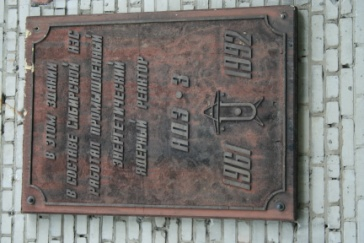 В ЭТОМ ЗДАНИИ
В СОСТАВЕ СИБИРСКОЙ АЭС
РАБОТАЛ ПРОМЫШЛЕННЫЙ
ЭНЕРГЕТИЧЕСКИЙ
ЯДЕРНЫЙ РЕАКТОР
АДЭ-3
1961 1992